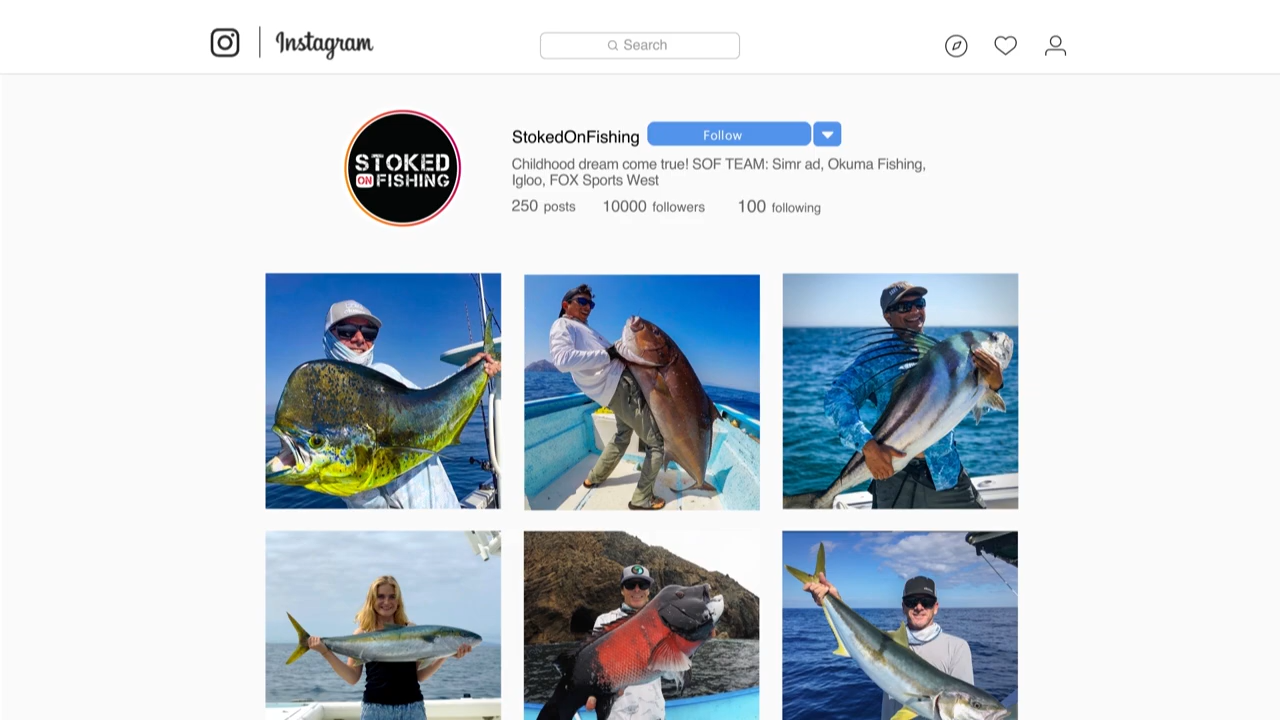 Instagram
Search
STOKED
ON FISHING
StokedOnFishing
Follow
Childhood dream come true! SOF TEAM: Simr ad, Okuma Fishing,
Igloo, FOX Sports West
250 posts 10000 followers 100 following